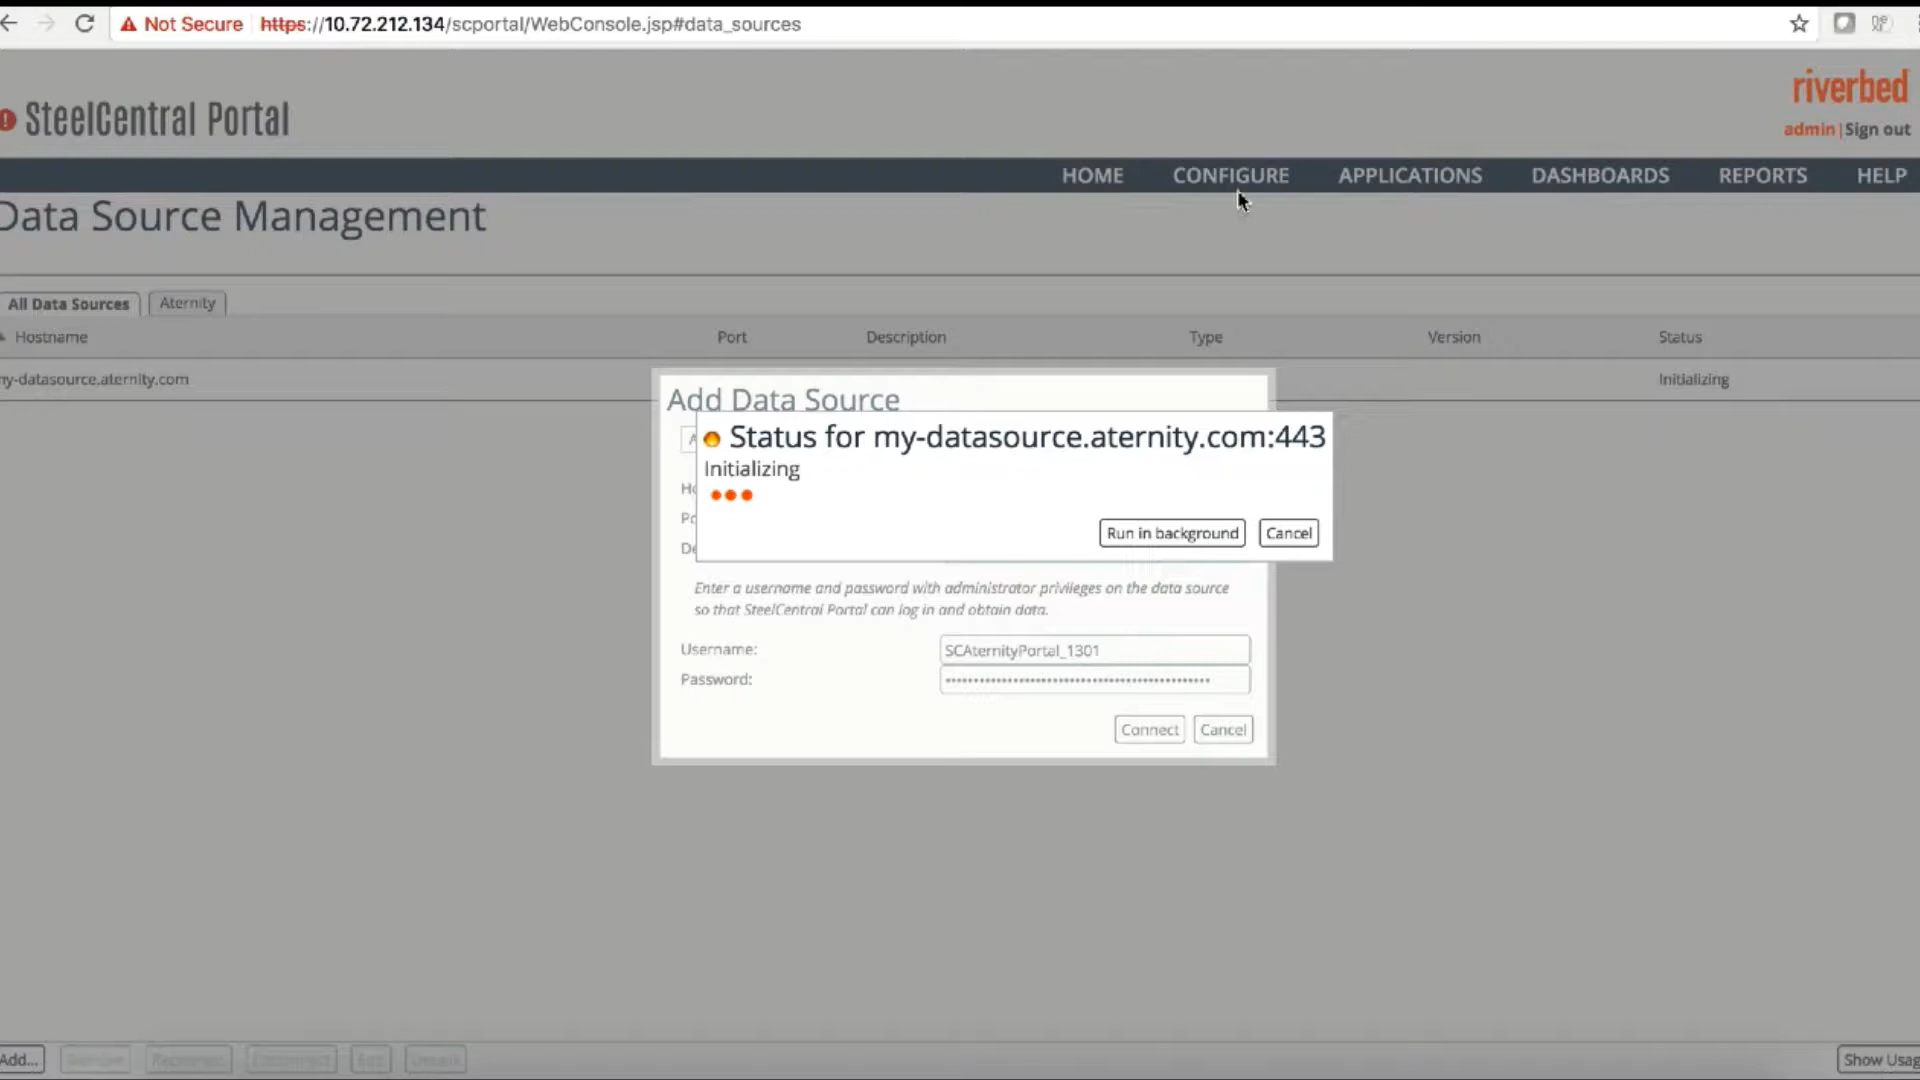 Not Secure https://10.72.212.134/scportal/WebConsole.jsp#data_sources
riverbed
SteelCentral Portal
admin | Sign out
HOME CONFIGURE APPLICATIONS DASHBOARDS REPORTS HELP
Data Source Management
All Data Sources Aternity
Hostname Port Description Type Version Status
my-datasource.aternity.com Initializing
Add Data Source
Status for my-datasource.aternity.com:443
Initializing
Run in background Cancel
Enter a username and password with administrator privileges on the data source
so that SteelCentral Portal can log in and obtain data.
Username: SCAternityPortal_1301
Password:
Connect Cancel
Add... Edit Show Usag